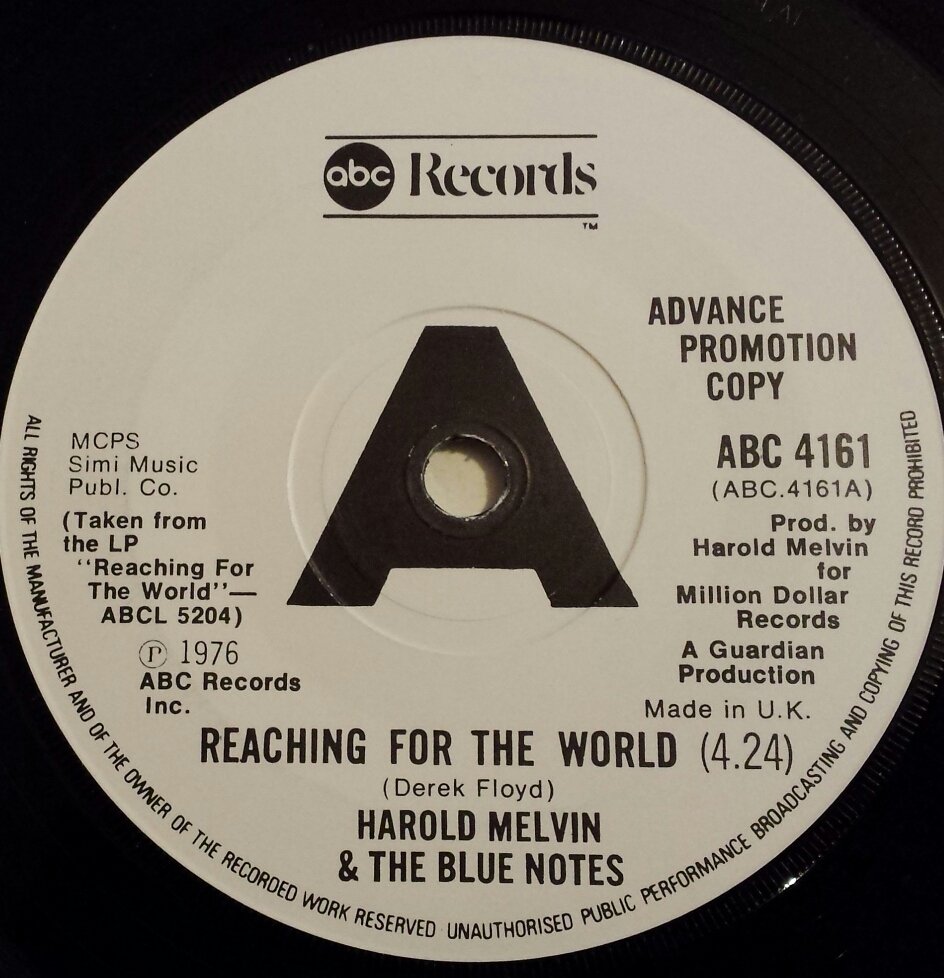 abc Records
TM
ADVANCE
PROMOTION
COPY
A
ABC 4161
(ABC.4161A)
MCPS
Simi Music
Publ. Co.
(Taken from
the LP
"Reaching For
The World"—
ABCL 5204)
Ⓟ 1976
ABC Records
Inc.
Prod. by
Harold Melvin
for
Million Dollar
Records
A Guardian
Production
Made in U.K.
REACHING FOR THE WORLD (4.24)
(Derek Floyd)
HAROLD MELVIN
& THE BLUE NOTES
ALL RIGHTS OF THE MANUFACTURER AND OF THE OWNER OF THE RECORDED WORK RESERVED UNAUTHORISED PUBLIC PERFORMANCE BROADCASTING AND COPYING OF THIS RECORD PROHIBITED